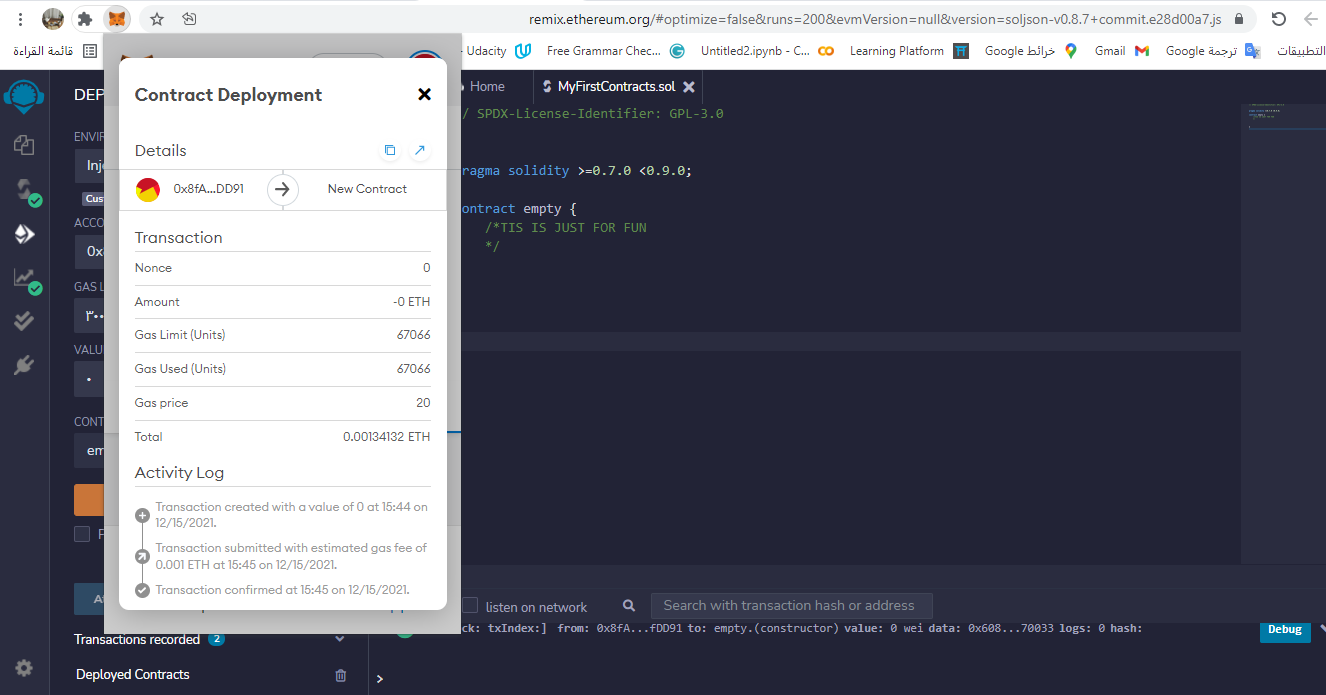 remix.ethereum.org/#optimize=false&runs=200&evmVersion=null&version=soljson-v0.8.7+commit.e28d00a7.js
قائمة القراءة
Udacity
Free Grammar Chec...
Untitled2.ipynb - C...
Learning Platform
خرائط Google
Gmail
ترجمة Google
التطبيقات
DEP
ENVIR
Inje
Cus
ACCO
0x
GAS L
٣٠٠
VALU
٠
CONT
em
P
At
Transactions recorded 2
Deployed Contracts
Contract Deployment
Details
0x8fA...DD91
New Contract
Transaction
Nonce 0
Amount -0 ETH
Gas Limit (Units) 67066
Gas Used (Units) 67066
Gas price 20
Total 0.00134132 ETH
Activity Log
Transaction created with a value of 0 at 15:44 on
12/15/2021.
Transaction submitted with estimated gas fee of
0.001 ETH at 15:45 on 12/15/2021.
Transaction confirmed at 15:45 on 12/15/2021.
Home
MyFirstContracts.sol
/ SPDX-License-Identifier: GPL-3.0
ragma solidity >=0.7.0 <0.9.0;
ontract empty {
/*TIS IS JUST FOR FUN
*/
listen on network
Search with transaction hash or address
ck: txIndex:] from: 0x8fA...fDD91 to: empty.(constructor) value: 0 wei data: 0x608...70033 logs: 0 hash:
Debug
>